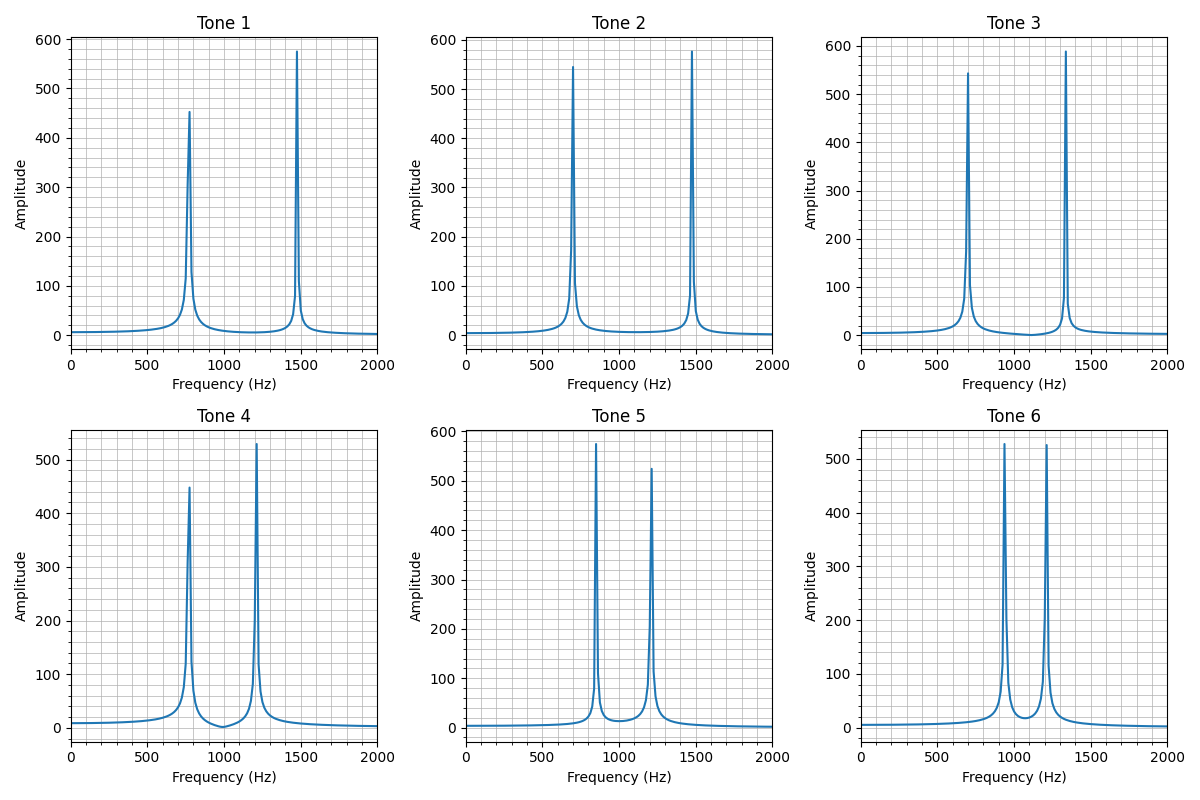 Tone 1 Tone 2 Tone 3
600 600 600
500 500 500
400 400 400
300 300 300
200 200 200
100 100 100
0 0 0
Amplitude Amplitude Amplitude
0 500 1000 1500 2000 0 500 1000 1500 2000 0 500 1000 1500 2000
Frequency (Hz) Frequency (Hz) Frequency (Hz)
Tone 4 Tone 5 Tone 6
500 600 500
400 500 400
300 400 300
200 300 200
100 200 100
0 100 0
0
Amplitude Amplitude Amplitude
0 500 1000 1500 2000 0 500 1000 1500 2000 0 500 1000 1500 2000
Frequency (Hz) Frequency (Hz) Frequency (Hz)